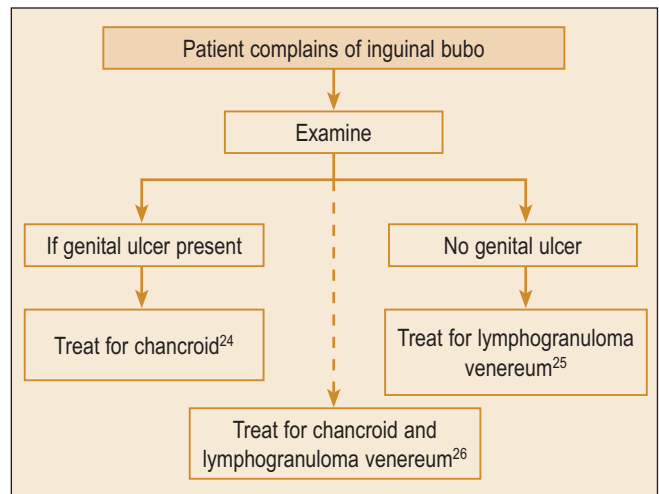 Patient complains of inguinal bubo
Examine
If genital ulcer present
No genital ulcer
Treat for chancroid24
Treat for lymphogranuloma
venereum25
Treat for chancroid and
lymphogranuloma venereum26